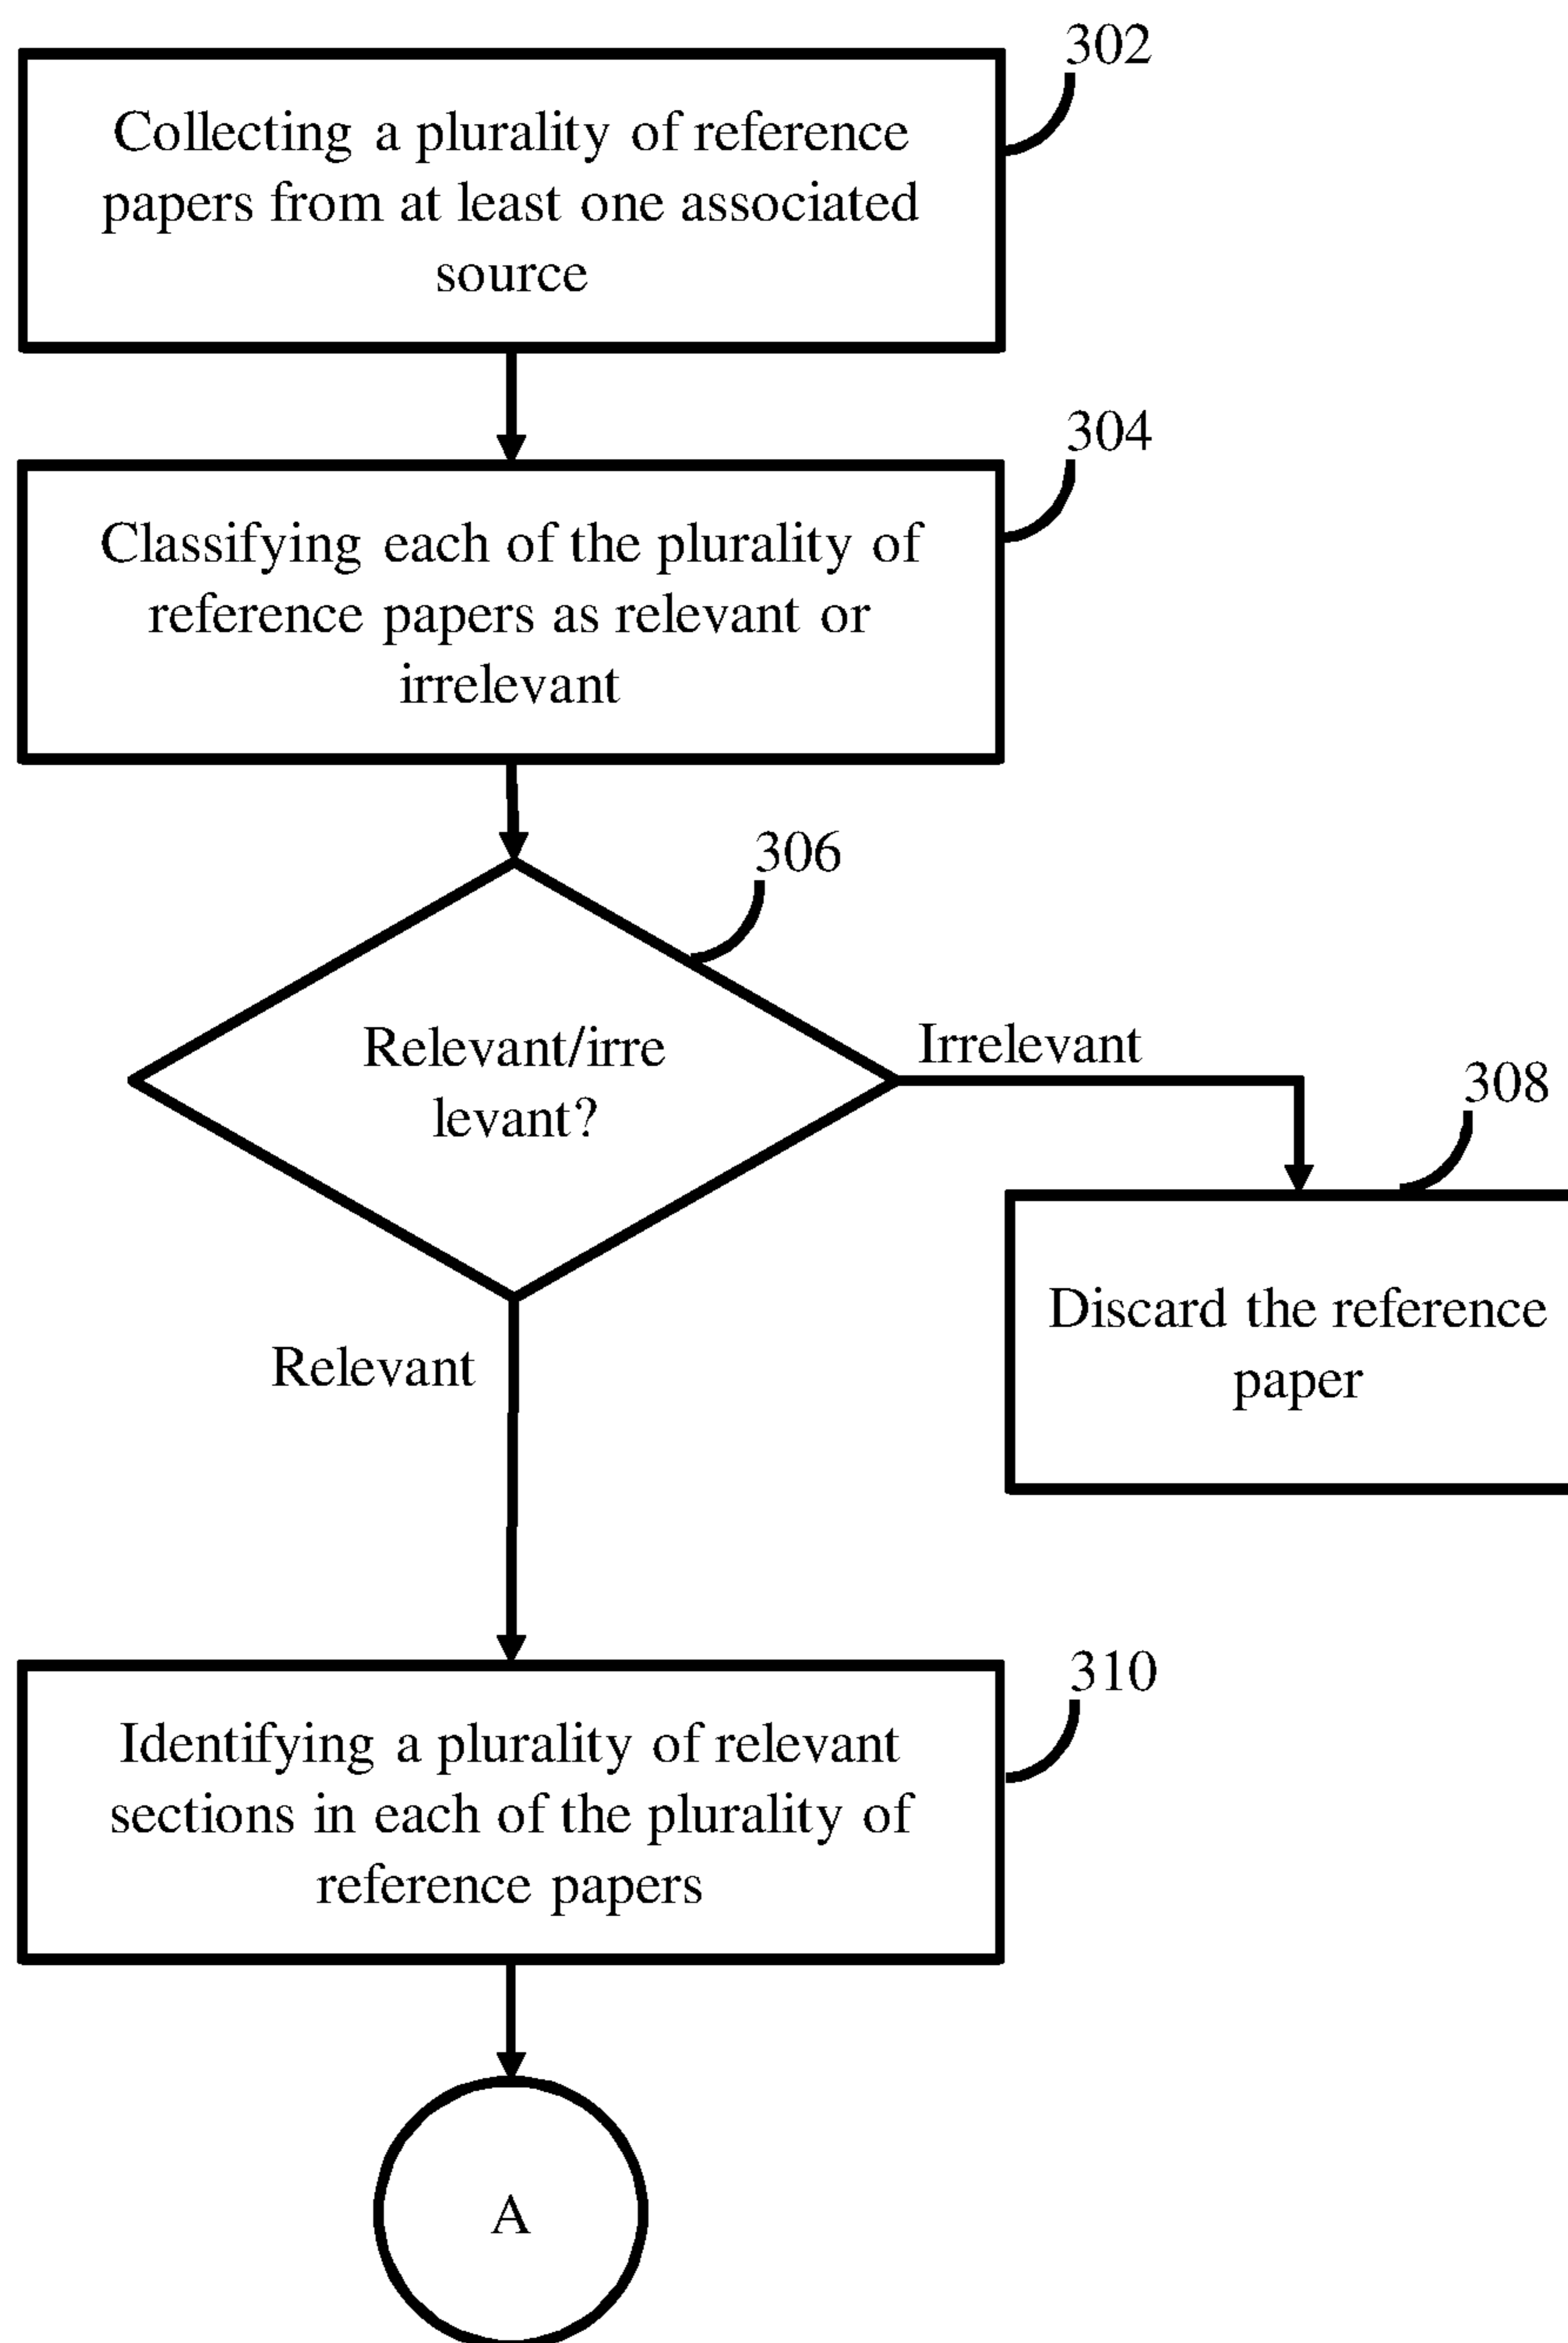 302
Collecting a plurality of reference
papers from at least one associated
source
304
Classifying each of the plurality of
reference papers as relevant or
irrelevant
306
Relevant/irre
levant?
Irrelevant
308
Discard the reference
paper
Relevant
310
Identifying a plurality of relevant
sections in each of the plurality of
reference papers
A